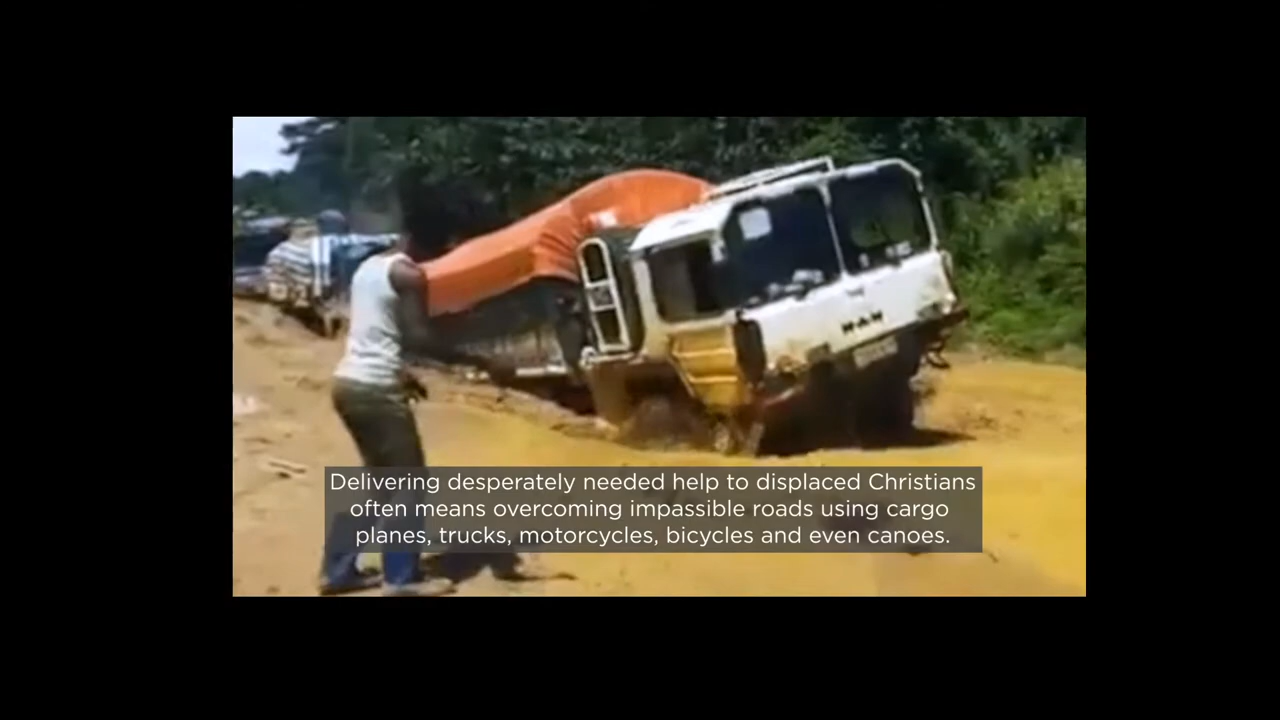 MAN
Delivering desperately needed help to displaced Christians
often means overcoming impassible roads using cargo
planes, trucks, motorcycles, bicycles and even canoes.